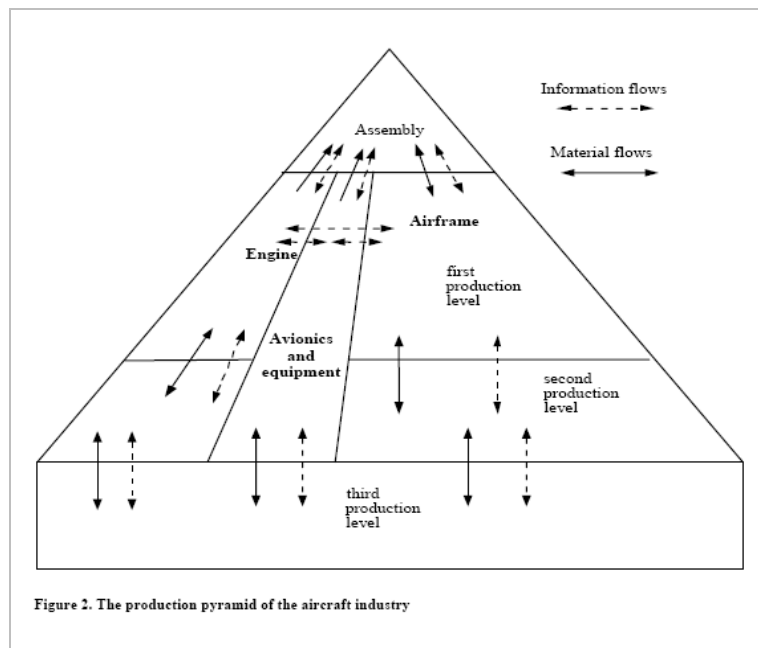 Information flows
Assembly
Material flows
Airframe
Engine
first
production
level
Avionics
and
equipment
second
production
level
third
production
level
Figure 2. The production pyramid of the aircraft industry